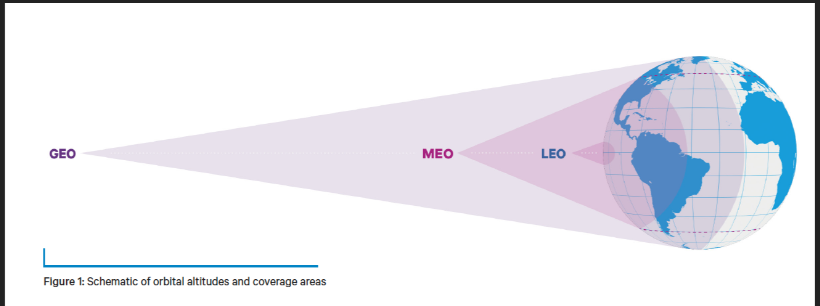 GEO
MEO
LEO
Figure 1: Schematic of orbital altitudes and coverage areas